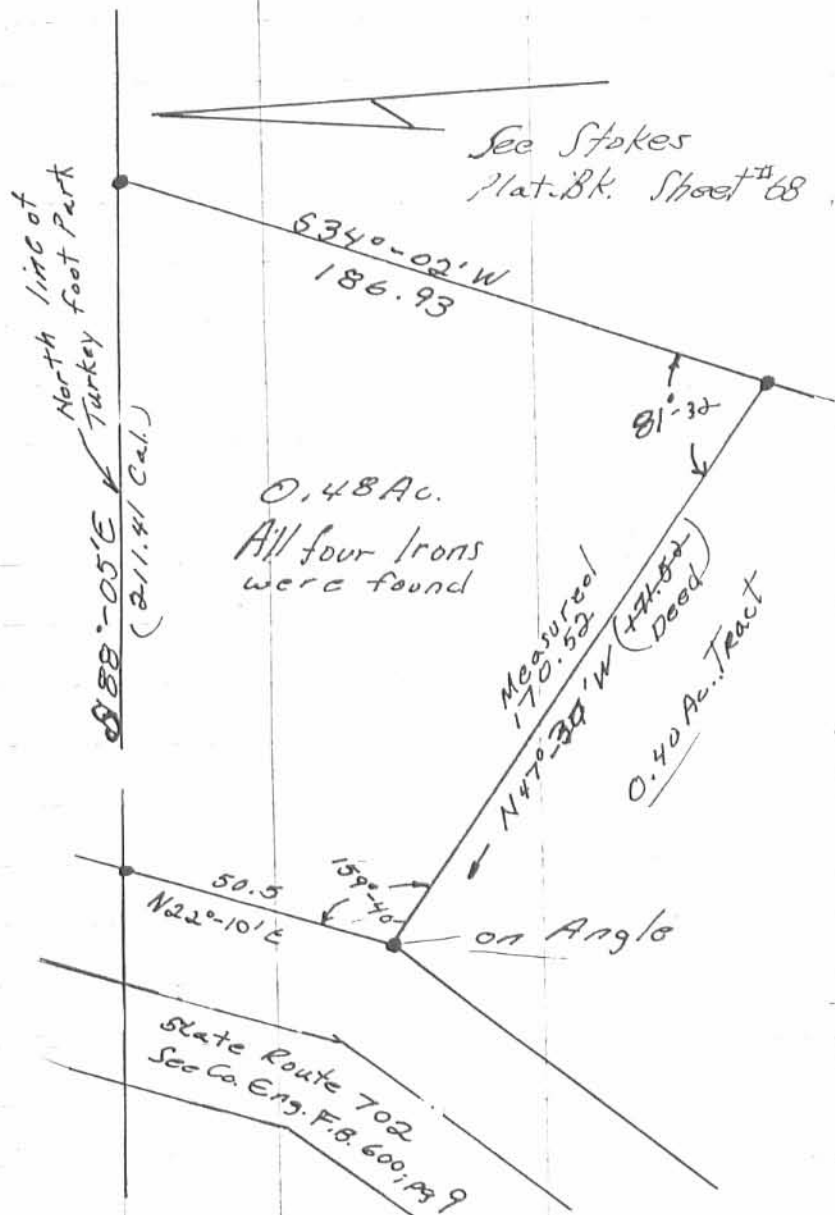 See Stokes
Plat. Bk. Sheet #68
S34°-02'W
186.93
North line of
Turkey foot Park
81°-32
S88°-05'E
(211.41 Cal.)
0.48 Ac.
All four Irons
were found
Measured
170.52
(171.52
Deed)
N47°-30'W
0.40 Ac.. Tract
159°-40
50.5
N22°-10'E
on Angle
State Route 702
See Co. Eng. F.B. 600; pg 9